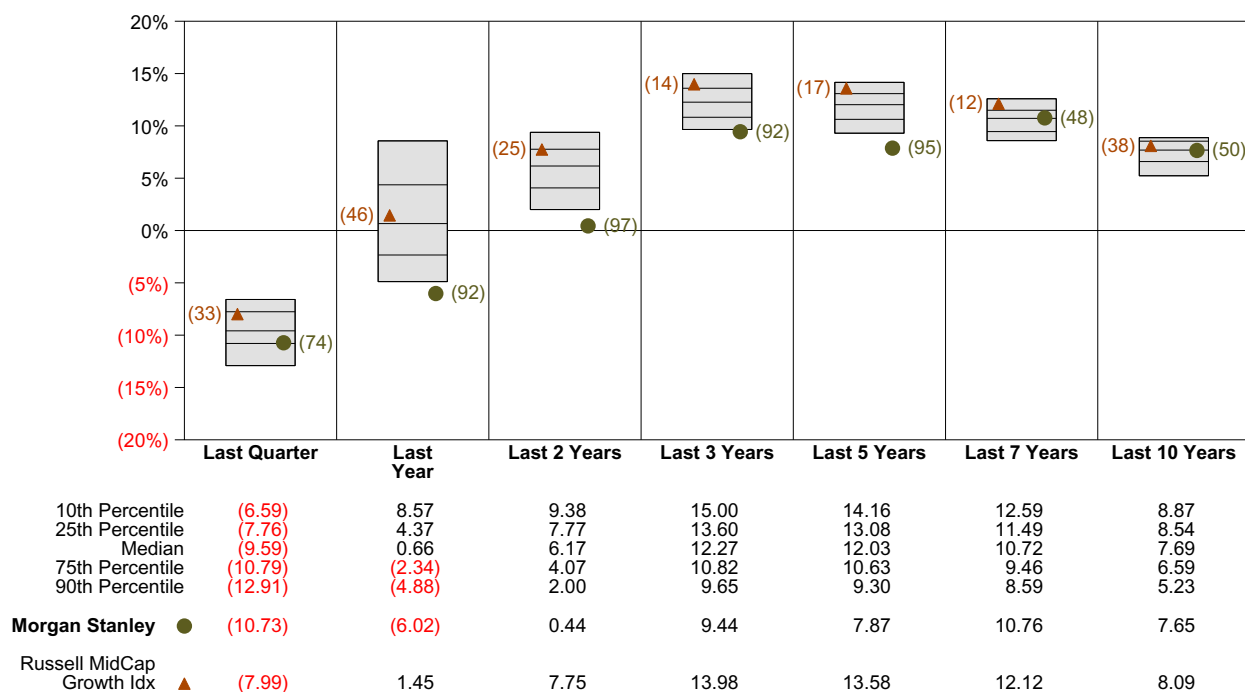 20%
15%
10%
5%
0%
(5%)
(10%)
(15%)
(20%)
(33)
(74)
(46)
(92)
(25)
(97)
(14)
(92)
(17)
(95)
(12)
(48)
(38)
(50)
Last Quarter Last Year Last 2 Years Last 3 Years Last 5 Years Last 7 Years Last 10 Years
10th Percentile (6.59) 8.57 9.38 15.00 14.16 12.59 8.87
25th Percentile (7.76) 4.37 7.77 13.60 13.08 11.49 8.54
Median (9.59) 0.66 6.17 12.27 12.03 10.72 7.69
75th Percentile (10.79) (2.34) 4.07 10.82 10.63 9.46 6.59
90th Percentile (12.91) (4.88) 2.00 9.65 9.30 8.59 5.23
Morgan Stanley (10.73) (6.02) 0.44 9.44 7.87 10.76 7.65
Russell MidCap
Growth Idx (7.99) 1.45 7.75 13.98 13.58 12.12 8.09